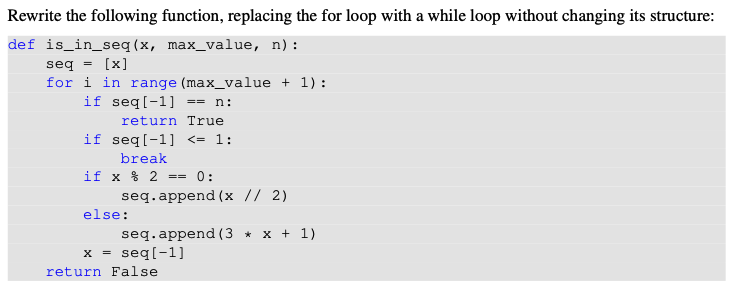 Rewrite the following function, replacing the for loop with a while loop without changing its structure:
def is_in_seq(x, max_value, n):
    seq = [x]
    for i in range(max_value + 1):
        if seq[-1] == n:
            return True
        if seq[-1] <= 1:
            break
        if x % 2 == 0:
            seq.append(x // 2)
        else:
            seq.append(3 * x + 1)
        x = seq[-1]
    return False